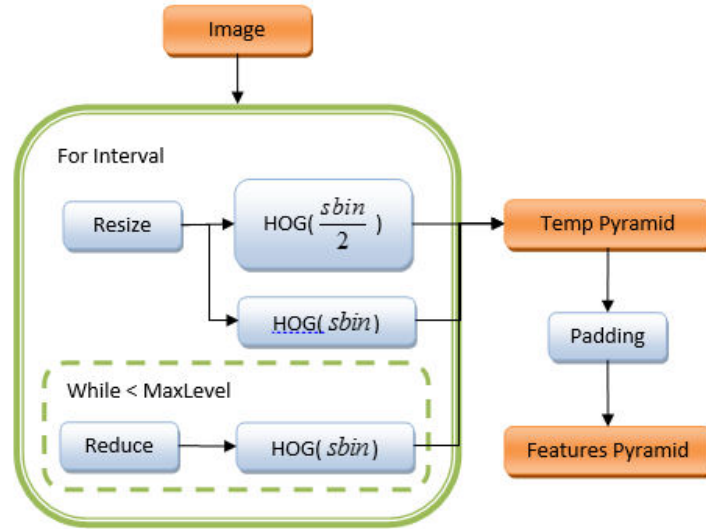 Image
For Interval
Resize
HOG( sbin/2 )
HOG( sbin)
While < MaxLevel
Reduce
HOG( sbin)
Temp Pyramid
Padding
Features Pyramid